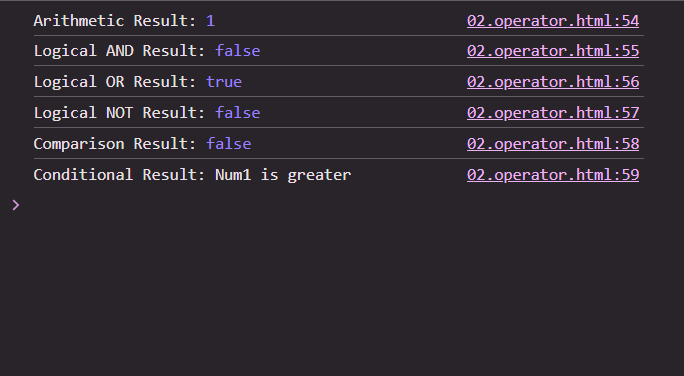 Arithmetic Result: 1 02.operator.html:54
Logical AND Result: false 02.operator.html:55
Logical OR Result: true 02.operator.html:56
Logical NOT Result: false 02.operator.html:57
Comparison Result: false 02.operator.html:58
Conditional Result: Num1 is greater 02.operator.html:59